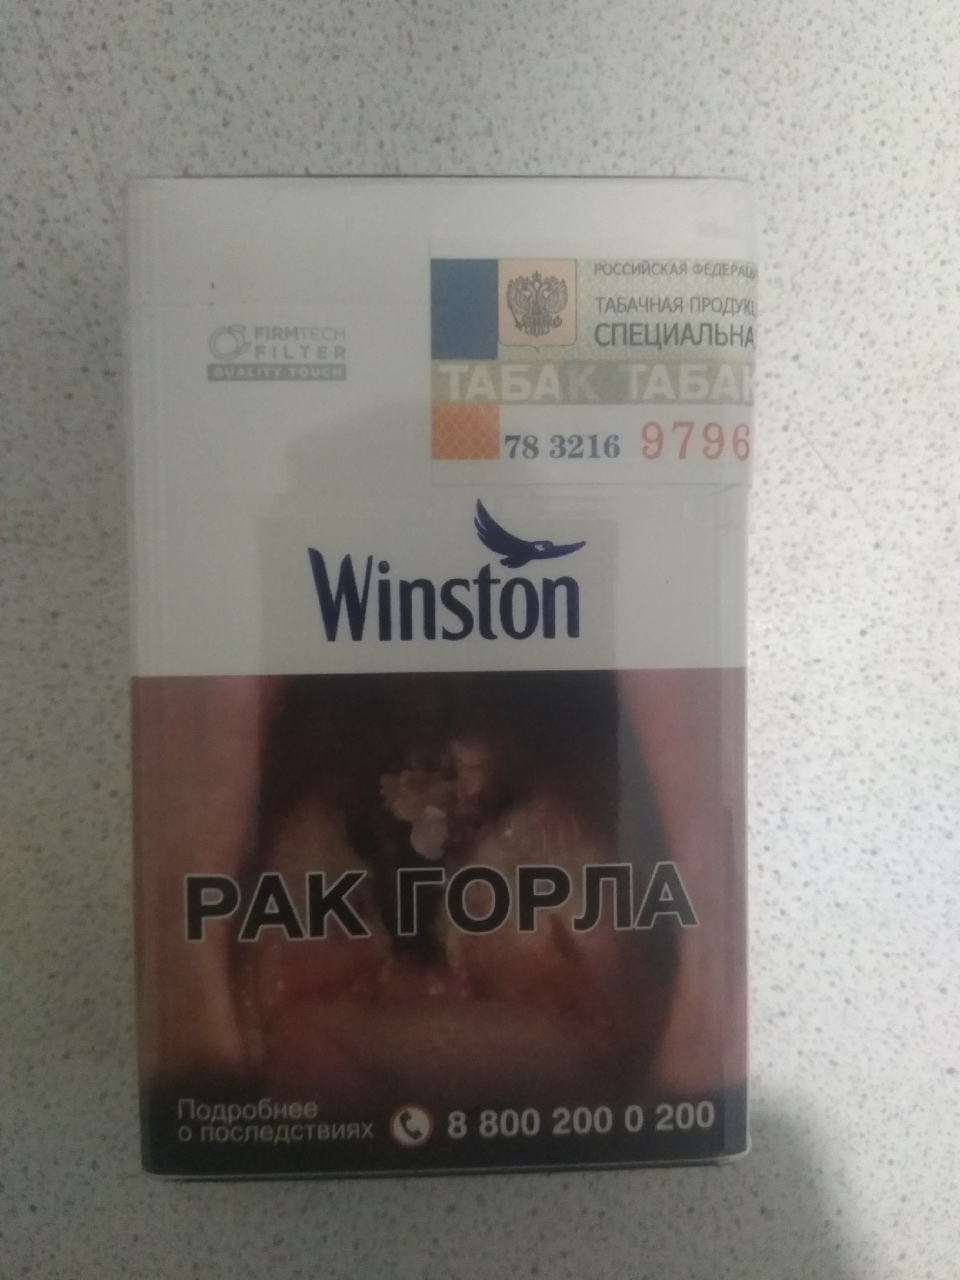 РОССИЙСКАЯ ФЕДЕРАЦ
ТАБАЧНАЯ ПРОДУКЦ
СПЕЦИАЛЬНА
ТАБАК ТАБАК
78 3216 9796
FIRMTECH
FILTER
QUALITY TOUCH
Winston
РАК ГОРЛА
Подробнее
о последствиях
8 800 200 0 200